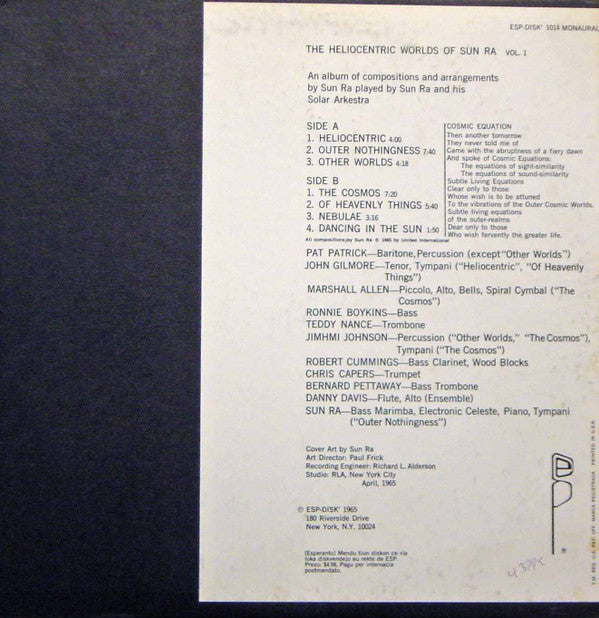 ESP-DISK' 1014 MONAURAL
THE HELIOCENTRIC WORLDS OF SUN RA VOL. 1
An album of compositions and arrangements
by Sun Ra played by Sun Ra and his
Solar Arkestra
SIDE A
1. HELIOCENTRIC 4:00
2. OUTER NOTHINGNESS 7:40
3. OTHER WORLDS 4:18
SIDE B
1. THE COSMOS 7:20
2. OF HEAVENLY THINGS 5:40
3. NEBULAE 3:16
4. DANCING IN THE SUN 1:50
All compositions by Sun Ra © 1965 by United International
COSMIC EQUATION
Then another tomorrow
They never told me of
Came with the abruptness of a fiery dawn
And spoke of Cosmic Equations:
The equations of sight-similarity
The equations of sound-similarity
Subtle Living Equations
Clear only to those
Whose wish is to be attuned
To the vibrations of the Outer Cosmic Worlds.
Subtle living equations
of the outer-realms
Dear only to those
Who wish fervently the greater life.
PAT PATRICK—Baritone, Percussion (except "Other Worlds")
JOHN GILMORE—Tenor, Tympani ("Heliocentric", "Of Heavenly
Things")
MARSHALL ALLEN—Piccolo, Alto, Bells, Spiral Cymbal ("The
Cosmos")
RONNIE BOYKINS—Bass
TEDDY NANCE—Trombone
JIMHMI JOHNSON—Percussion ("Other Worlds," "The Cosmos"),
Tympani ("The Cosmos")
ROBERT CUMMINGS—Bass Clarinet, Wood Blocks
CHRIS CAPERS—Trumpet
BERNARD PETTAWAY—Bass Trombone
DANNY DAVIS—Flute, Alto (Ensemble)
SUN RA—Bass Marimba, Electronic Celeste, Piano, Tympani
("Outer Nothingness")
Cover Art by Sun Ra
Art Director: Paul Frick
Recording Engineer: Richard L. Alderson
Studio: RLA, New York City
April, 1965
© ESP-DISK' 1965
180 Riverside Drive
New York, N.Y. 10024
(Esperanto) Mendu tiun diskon ce via
loka diskvendejo au rekte de ESP.
Prezo: $4.98. Pagu per internacia
postmandato.
®
T.M. REG. U.S. PAT. OFF. MARCA REGISTRADA PRINTED IN U.S.A.